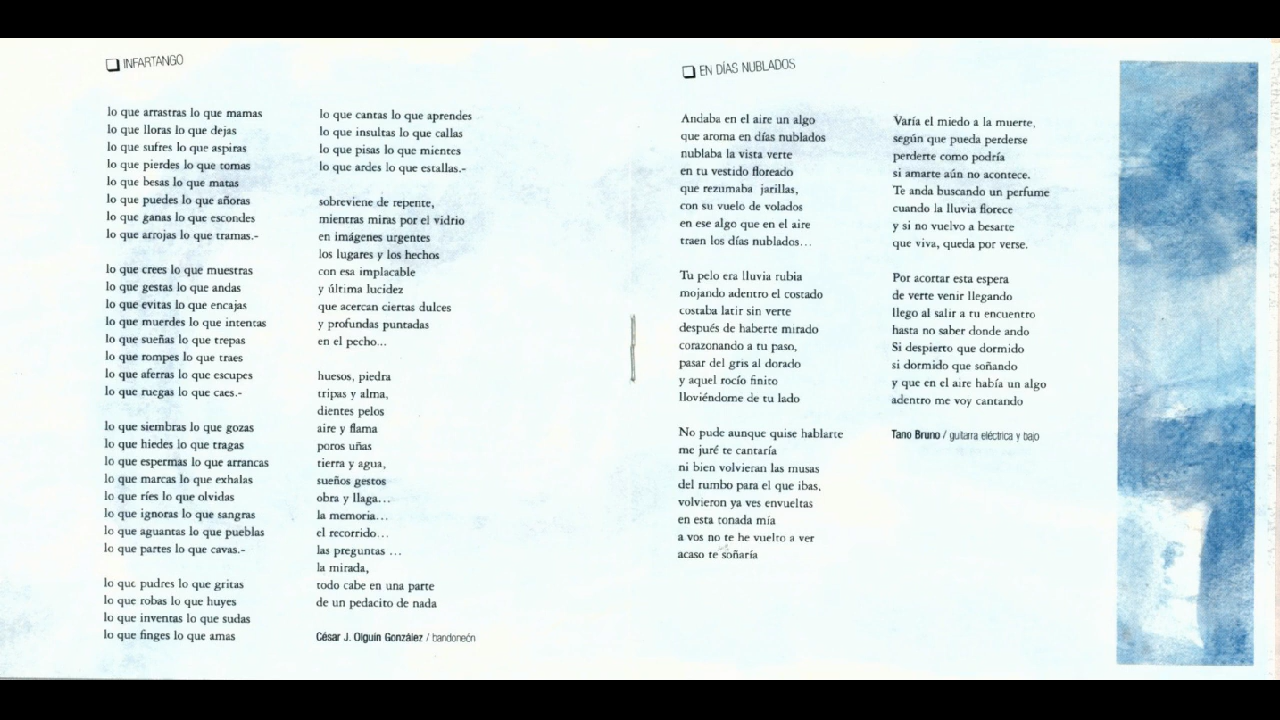 INFARTANGO
lo que arrastras lo que mamas
lo que lloras lo que dejas
lo que sufres lo que aspiras
lo que pierdes lo que tomas
lo que besas lo que matas
lo que puedes lo que añoras
lo que ganas lo que escondes
lo que arrojas lo que tramas.-
lo que crees lo que muestras
lo que gestas lo que andas
lo que evitas lo que encajas
lo que muerdes lo que intentas
lo que sueñas lo que trepas
lo que rompes lo que traes
lo que aferras lo que escupes
lo que ruegas lo que caes.-
lo que siembras lo que gozas
lo que hiedes lo que tragas
lo que espermas lo que arrancas
lo que marcas lo que exhalas
lo que ríes lo que olvidas
lo que ignoras lo que sangras
lo que aguantas lo que pueblas
lo que partes lo que cavas.-
lo que pudres lo que gritas
lo que robas lo que huyes
lo que inventas lo que sudas
lo que finges lo que amas
lo que cantas lo que aprendes
lo que insultas lo que callas
lo que pisas lo que mientes
lo que ardes lo que estallas.-
sobreviene de repente,
mientras miras por el vidrio
en imágenes urgentes
los lugares y los hechos
con esa implacable
y última lucidez
que acercan ciertas dulces
y profundas puntadas
en el pecho...
huesos, piedra
tripas y alma,
dientes pelos
aire y flama
poros uñas
tierra y agua,
sueños gestos
obra y llaga...
la memoria...
el recorrido...
las preguntas ...
la mirada,
todo cabe en una parte
de un pedacito de nada
César J. Olguín González / bandoneón
EN DÍAS NUBLADOS
Andaba en el aire un algo
que aroma en días nublados
nublaba la vista verte
en tu vestido floreado
que rezumaba jarillas,
con su vuelo de volados
en ese algo que en el aire
traen los días nublados...
Tu pelo era lluvia rubia
mojando adentro el costado
costaba latir sin verte
después de haberte mirado
corazonando a tu paso,
pasar del gris al dorado
y aquel rocío finito
lloviéndome de tu lado
No pude aunque quise hablarte
me juré te cantaría
ni bien volvieran las musas
del rumbo para el que ibas,
volvieron ya ves envueltas
en esta tonada mía
a vos no te he vuelto a ver
acaso te soñaría
Varía el miedo a la muerte,
según que pueda perderse
perderte como podría
si amarte aún no acontece.
Te anda buscando un perfume
cuando la lluvia florece
y si no vuelvo a besarte
que viva, queda por verse.
Por acortar esta espera
de verte venir llegando
llego al salir a tu encuentro
hasta no saber donde ando
Si despierto que dormido
si dormido que soñando
y que en el aire había un algo
adentro me voy cantando
Tano Bruno / guitarra eléctrica y bajo